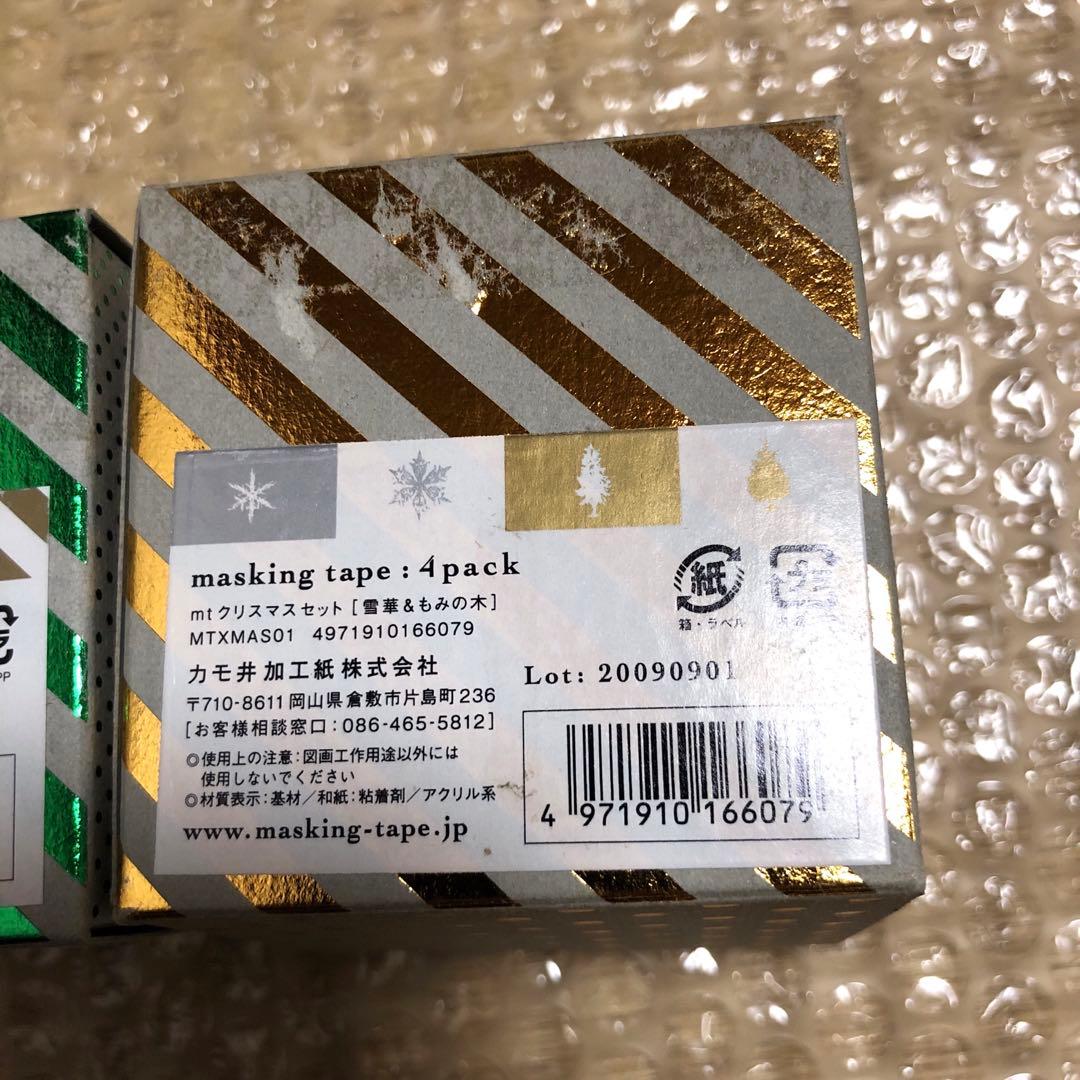 masking tape : 4 pack
mt クリスマスセット [雪華&もみの木]
MTXMAS01 4971910166079
カモ井加工紙株式会社
〒710-8611 岡山県倉敷市片島町236
[お客様相談窓口:086-465-5812]
◎使用上の注意:図画工作用途以外には
使用しないでください
◎材質表示:基材/和紙:粘着剤/アクリル系
www.masking-tape.jp
紙
箱・ラベル
プラ
Lot: 20090901
4 971910 166079
PP